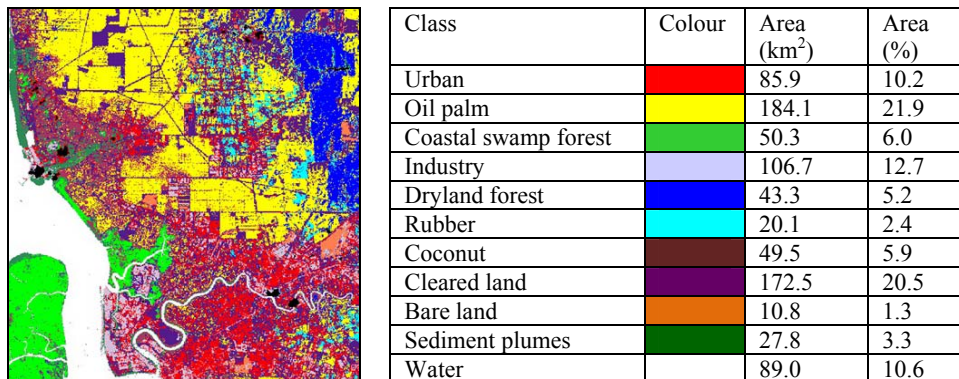 Class Colour Area (km²) Area (%)
Urban 85.9 10.2
Oil palm 184.1 21.9
Coastal swamp forest 50.3 6.0
Industry 106.7 12.7
Dryland forest 43.3 5.2
Rubber 20.1 2.4
Coconut 49.5 5.9
Cleared land 172.5 20.5
Bare land 10.8 1.3
Sediment plumes 27.8 3.3
Water 89.0 10.6